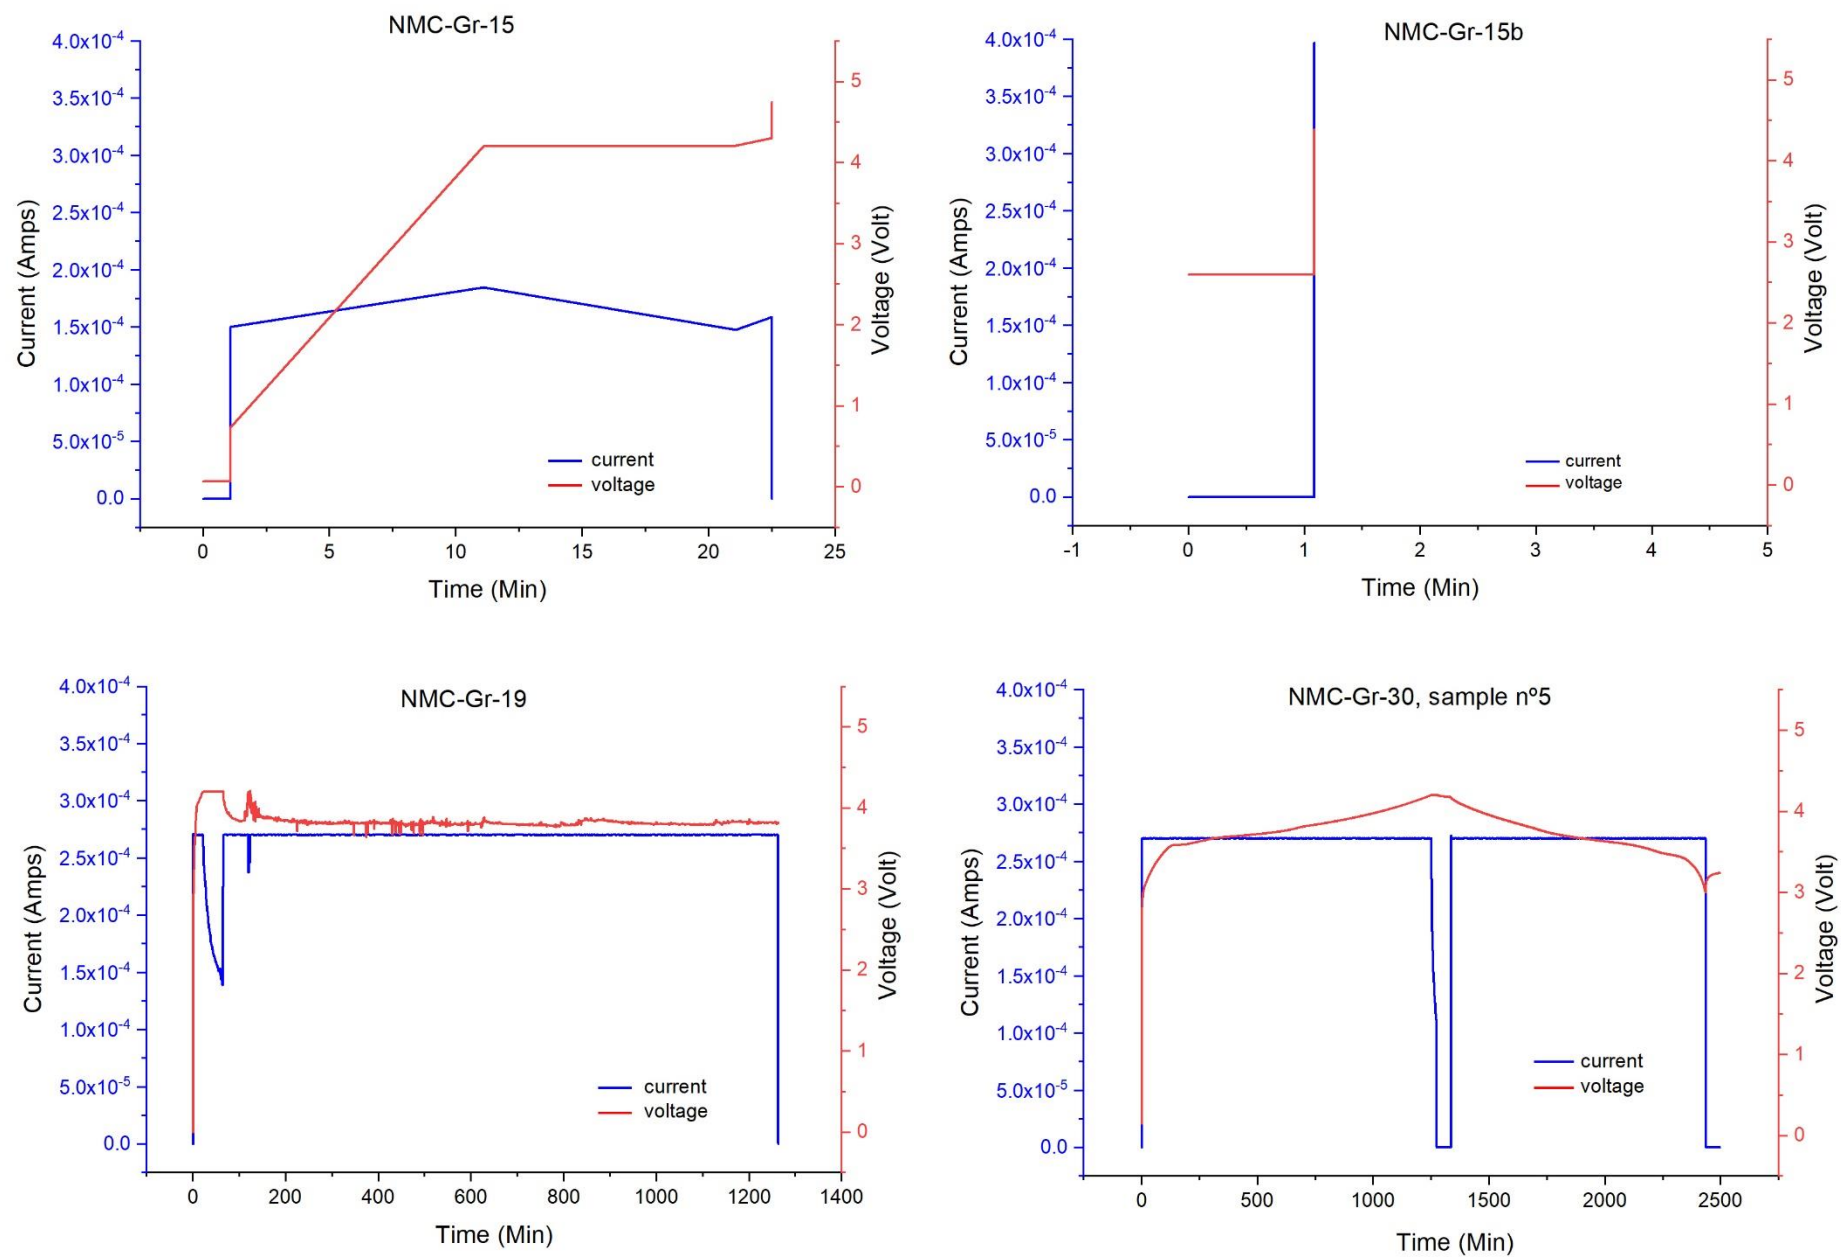 NMC-Gr-15
4.0x10⁻⁴
3.5x10⁻⁴
3.0x10⁻⁴
2.5x10⁻⁴
2.0x10⁻⁴
1.5x10⁻⁴
1.0x10⁻⁴
5.0x10⁻⁵
0.0
Current (Amps)
5
4
3
2
1
0
Voltage (Volt)
current
voltage
0 5 10 15 20 25
Time (Min)
NMC-Gr-15b
4.0x10⁻⁴
3.5x10⁻⁴
3.0x10⁻⁴
2.5x10⁻⁴
2.0x10⁻⁴
1.5x10⁻⁴
1.0x10⁻⁴
5.0x10⁻⁵
0.0
Current (Amps)
5
4
3
2
1
0
Voltage (Volt)
current
voltage
-1 0 1 2 3 4 5
Time (Min)
NMC-Gr-19
4.0x10⁻⁴
3.5x10⁻⁴
3.0x10⁻⁴
2.5x10⁻⁴
2.0x10⁻⁴
1.5x10⁻⁴
1.0x10⁻⁴
5.0x10⁻⁵
0.0
Current (Amps)
5
4
3
2
1
0
Voltage (Volt)
current
voltage
0 200 400 600 800 1000 1200 1400
Time (Min)
NMC-Gr-30, sample nº5
4.0x10⁻⁴
3.5x10⁻⁴
3.0x10⁻⁴
2.5x10⁻⁴
2.0x10⁻⁴
1.5x10⁻⁴
1.0x10⁻⁴
5.0x10⁻⁵
0.0
Current (Amps)
5
4
3
2
1
0
Voltage (Volt)
current
voltage
0 500 1000 1500 2000 2500
Time (Min)